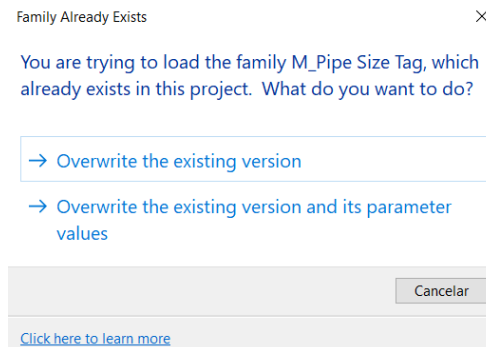 Family Already Exists
You are trying to load the family M_Pipe Size Tag, which
already exists in this project.  What do you want to do?
→ Overwrite the existing version
→ Overwrite the existing version and its parameter
values
Cancelar
Click here to learn more